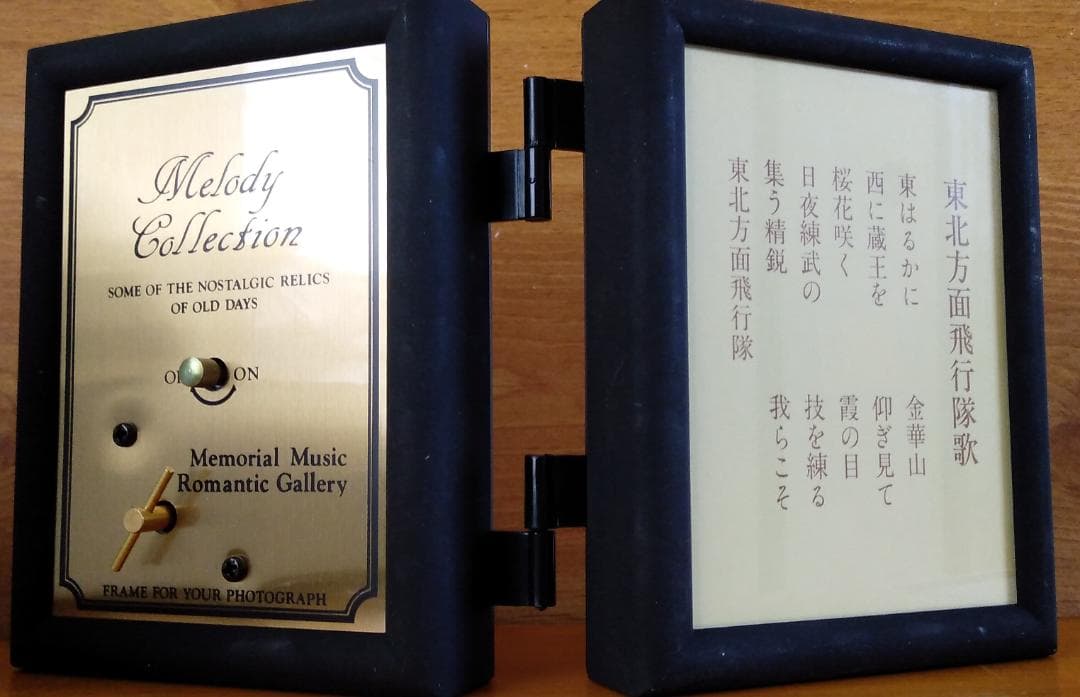 Melody
Collection
SOME OF THE NOSTALGIC RELICS
OF OLD DAYS
ON
Memorial Music
Romantic Gallery
FRAME FOR YOUR PHOTOGRAPH
東北方面飛行隊歌
東はるかに 金華山
西に蔵王を 仰ぎ見て
桜花咲く 霞の目
日夜練武の 技を練る
集う精鋭 我らこそ
東北方面飛行隊